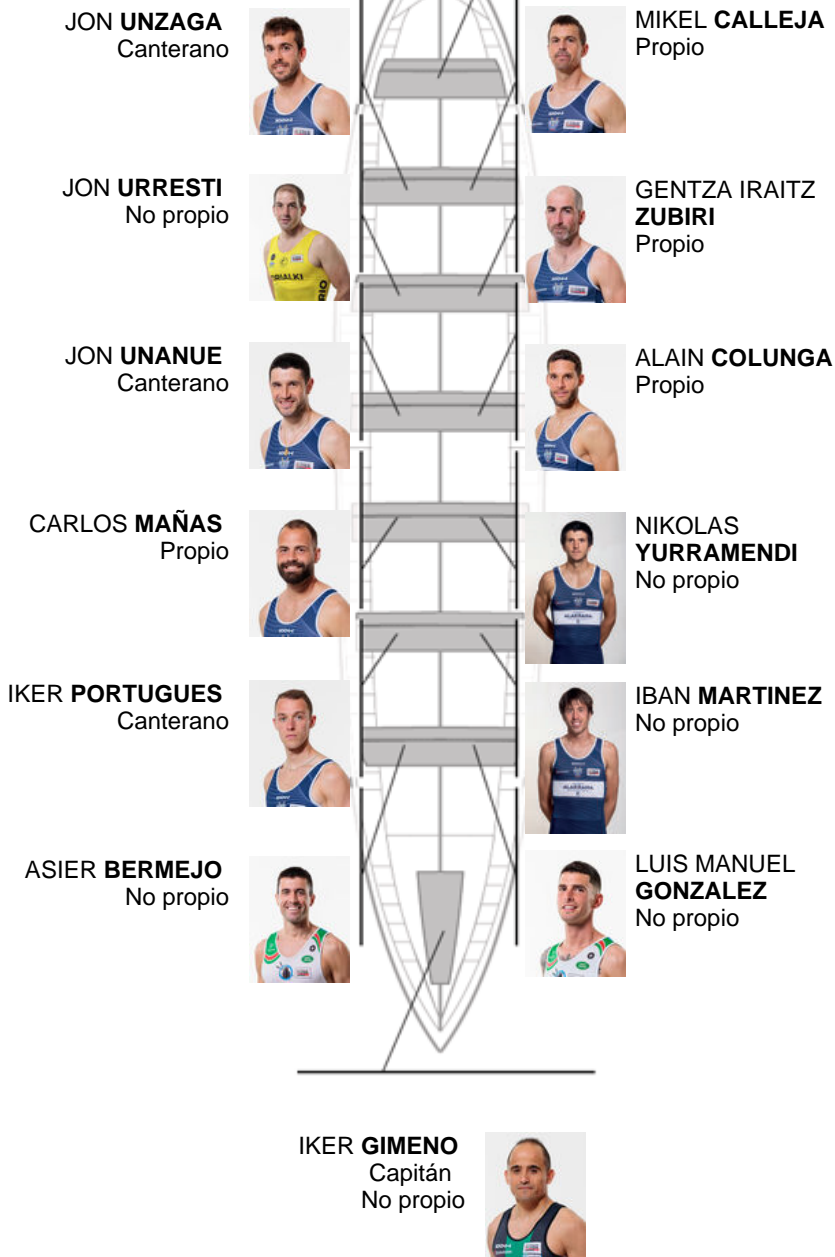 JON UNZAGA
Canterano
MIKEL CALLEJA
Propio
JON URRESTI
No propio
GENTZA IRAITZ
ZUBIRI
Propio
JON UNANUE
Canterano
ALAIN COLUNGA
Propio
CARLOS MAÑAS
Propio
NIKOLAS
YURRAMENDI
No propio
IKER PORTUGUES
Canterano
IBAN MARTINEZ
No propio
ASIER BERMEJO
No propio
LUIS MANUEL
GONZALEZ
No propio
IKER GIMENO
Capitán
No propio